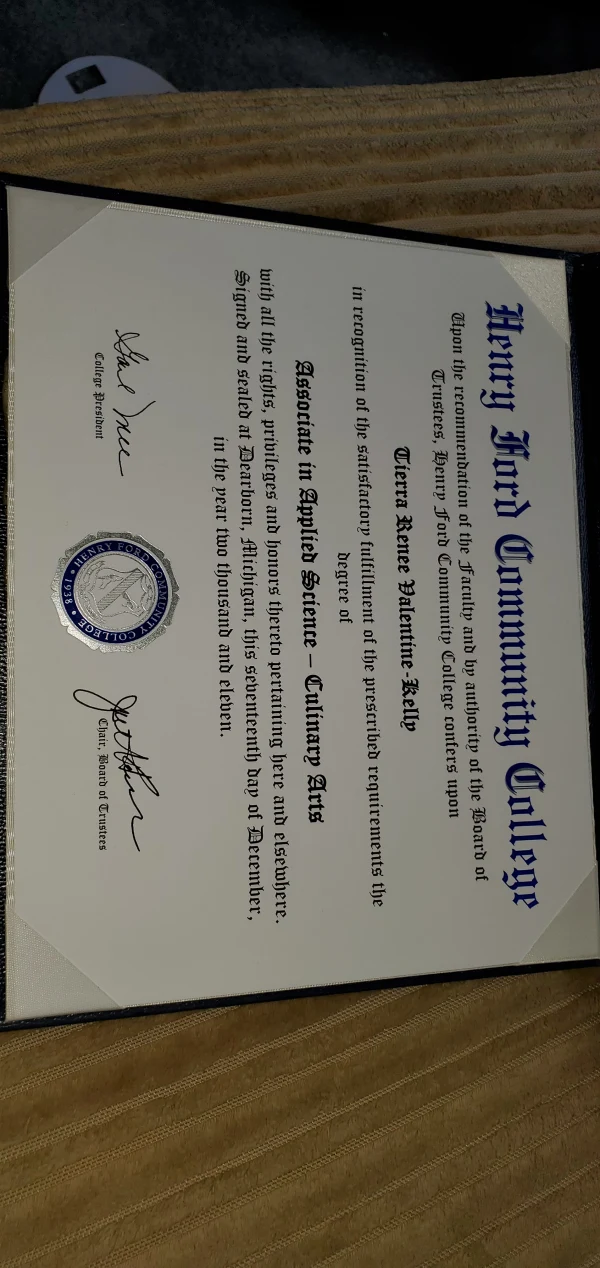 Henry Ford Community College
Upon the recommendation of the Faculty and by authority of the Board of
Trustees, Henry Ford Community College confers upon
Tierra Renee Valentine-Kelly
in recognition of the satisfactory fulfillment of the prescribed requirements the
degree of
Associate in Applied Science – Culinary Arts
with all the rights, privileges and honors thereto pertaining here and elsewhere.
Signed and sealed at Dearborn, Michigan, this seventeenth day of December,
in the year two thousand and eleven.
College President
HENRY FORD COMMUNITY COLLEGE
• 1938 •
Chair, Board of Trustees